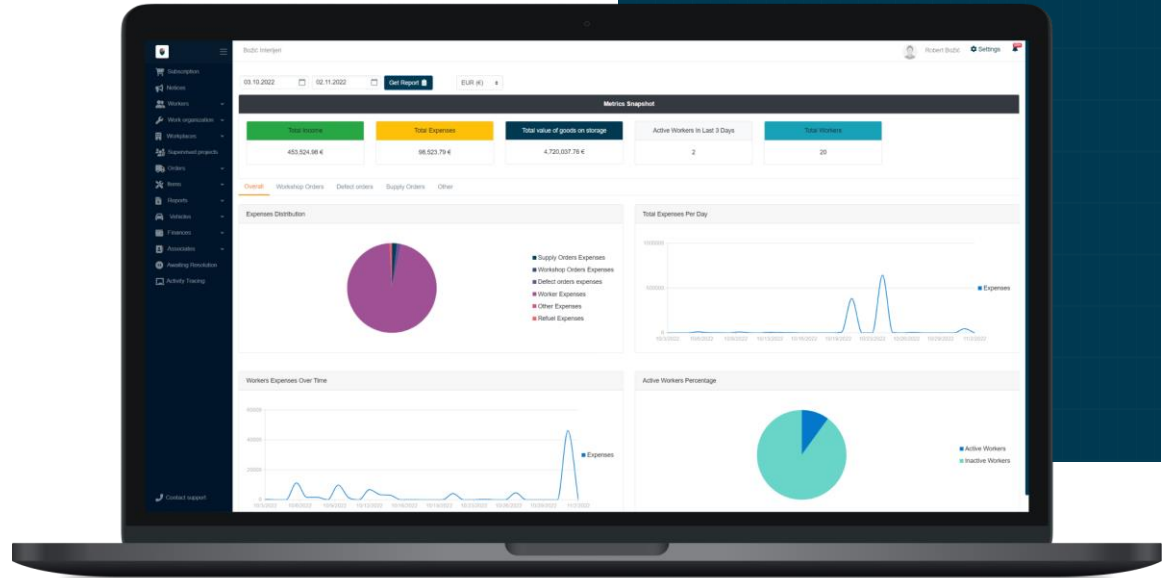 Božić Interijeri
Robert Božić
Settings
Subscription
Notices
Workers
Work organization
Workplaces
Supervised projects
Orders
Items
Reports
Vehicles
Finances
Associates
Awaiting Resolution
Activity Tracing
Contact support
03.10.2022
02.11.2022
Get Report
EUR (€)
Metrics Snapshot
Total Income
Total Expenses
Total value of goods on storage
Active Workers In Last 3 Days
Total Workers
453,524.96 €
98,523.79 €
4,720,037.76 €
2
20
Overall Workshop Orders Defect orders Supply Orders Other
Expenses Distribution
Supply Orders Expenses
Workshop Orders Expenses
Defect orders expenses
Worker Expenses
Other Expenses
Refuel Expenses
Total Expenses Per Day
0
Expenses
Workers Expenses Over Time
0
Expenses
Active Workers Percentage
Active Workers
Inactive Workers